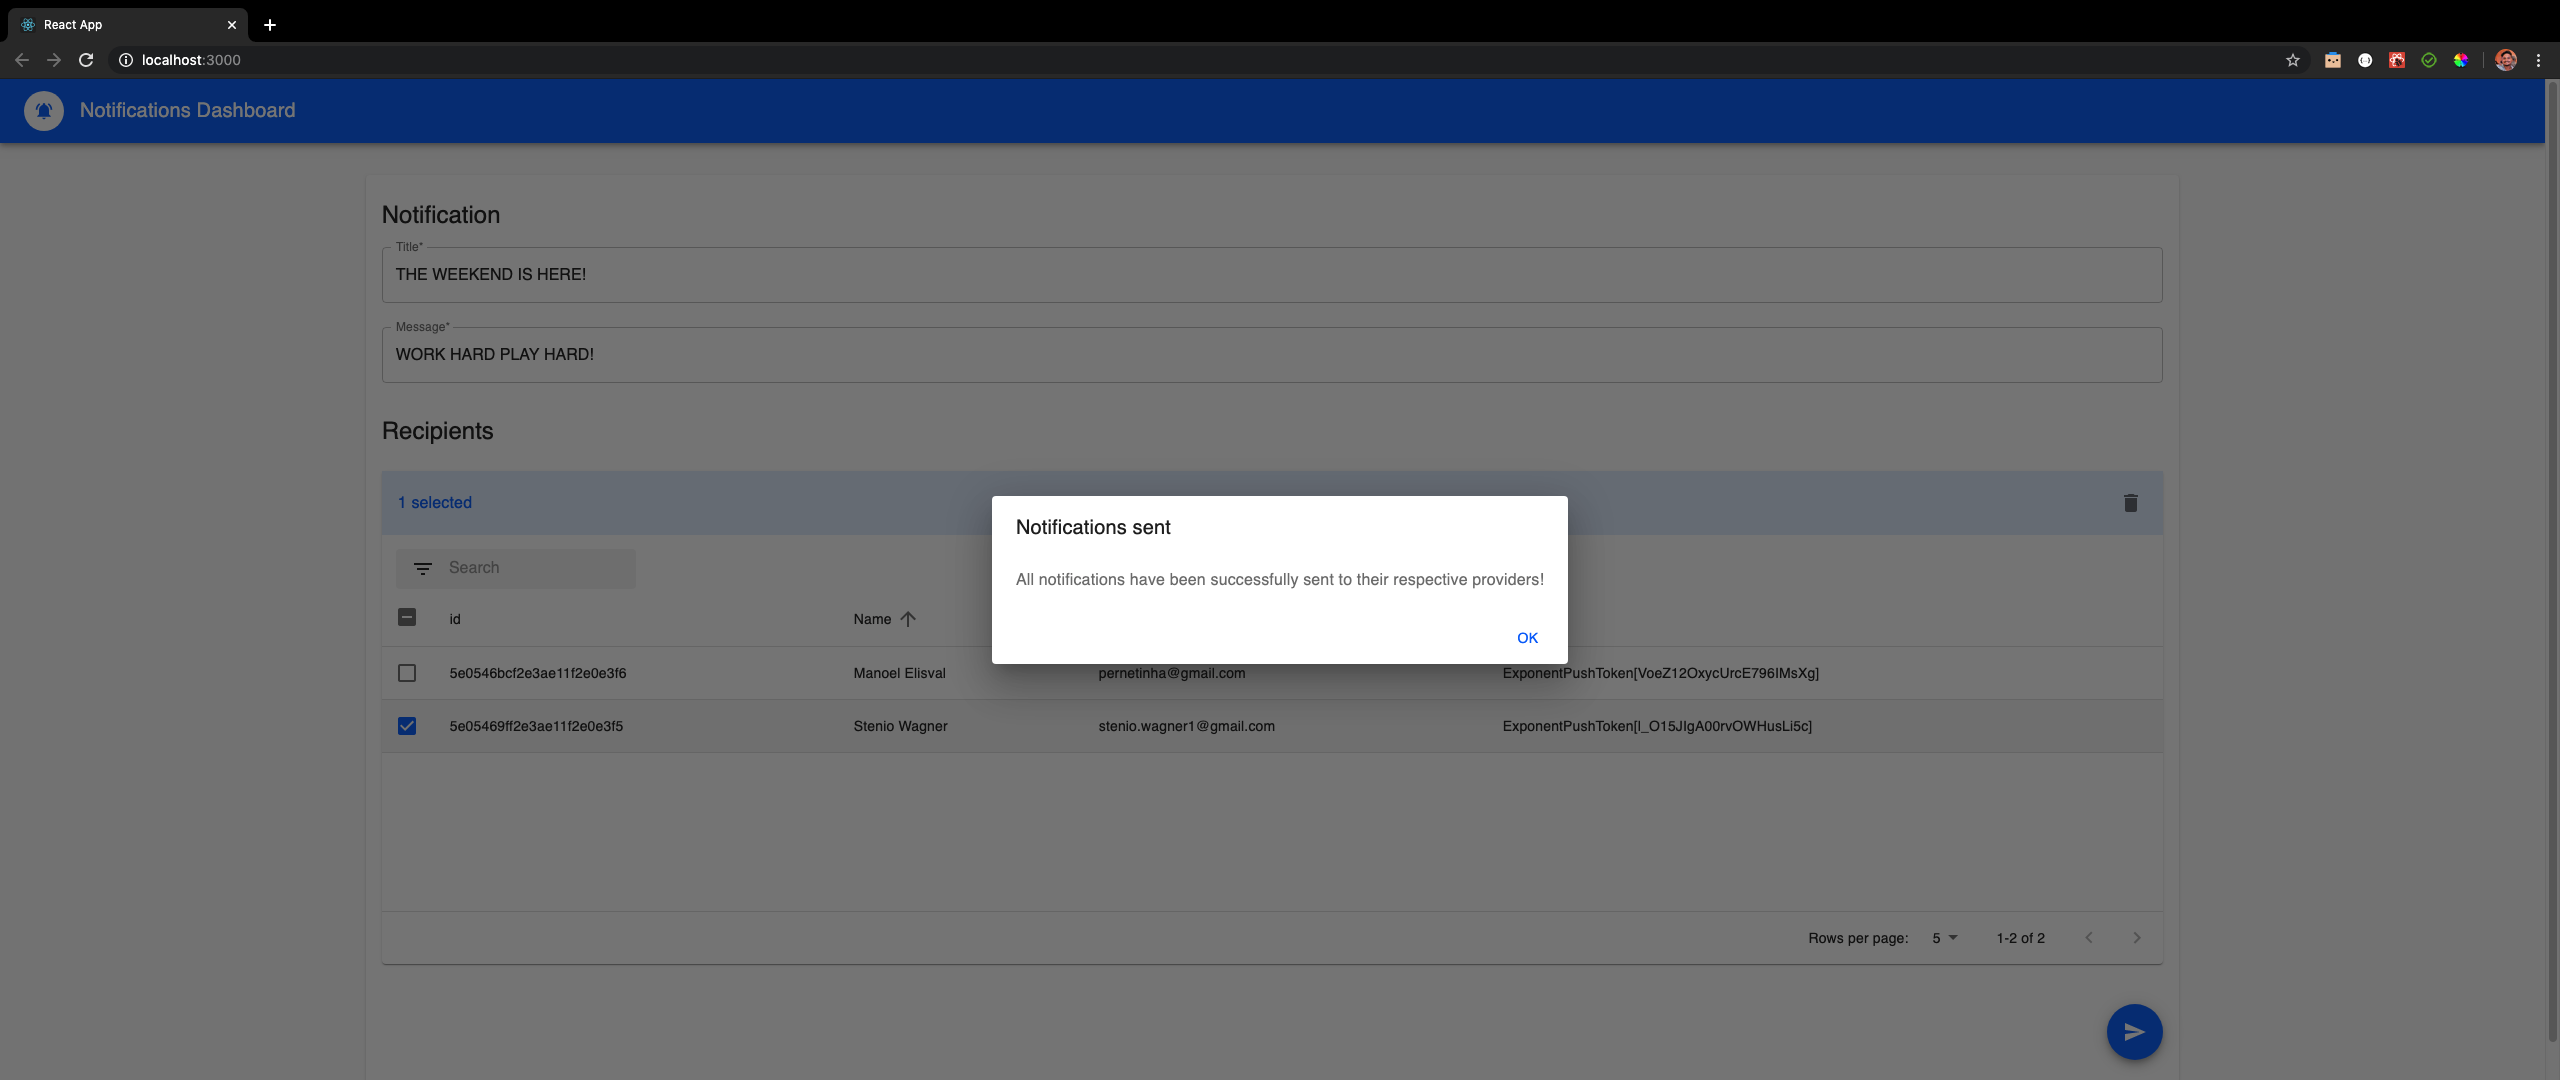 React App
localhost:3000
Notifications Dashboard
Notification
Title*
THE WEEKEND IS HERE!
Message*
WORK HARD PLAY HARD!
Recipients
1 selected
Search
id Name
5e0546bcf2e3ae11f2e0e3f6 Manoel Elisval pernetinha@gmail.com ExponentPushToken[VoeZ12OxycUrcE796IMsXg]
5e05469ff2e3ae11f2e0e3f5 Stenio Wagner stenio.wagner1@gmail.com ExponentPushToken[l_O15JIgA00rvOWHusLi5c]
Notifications sent
All notifications have been successfully sent to their respective providers!
OK
Rows per page: 5 1-2 of 2